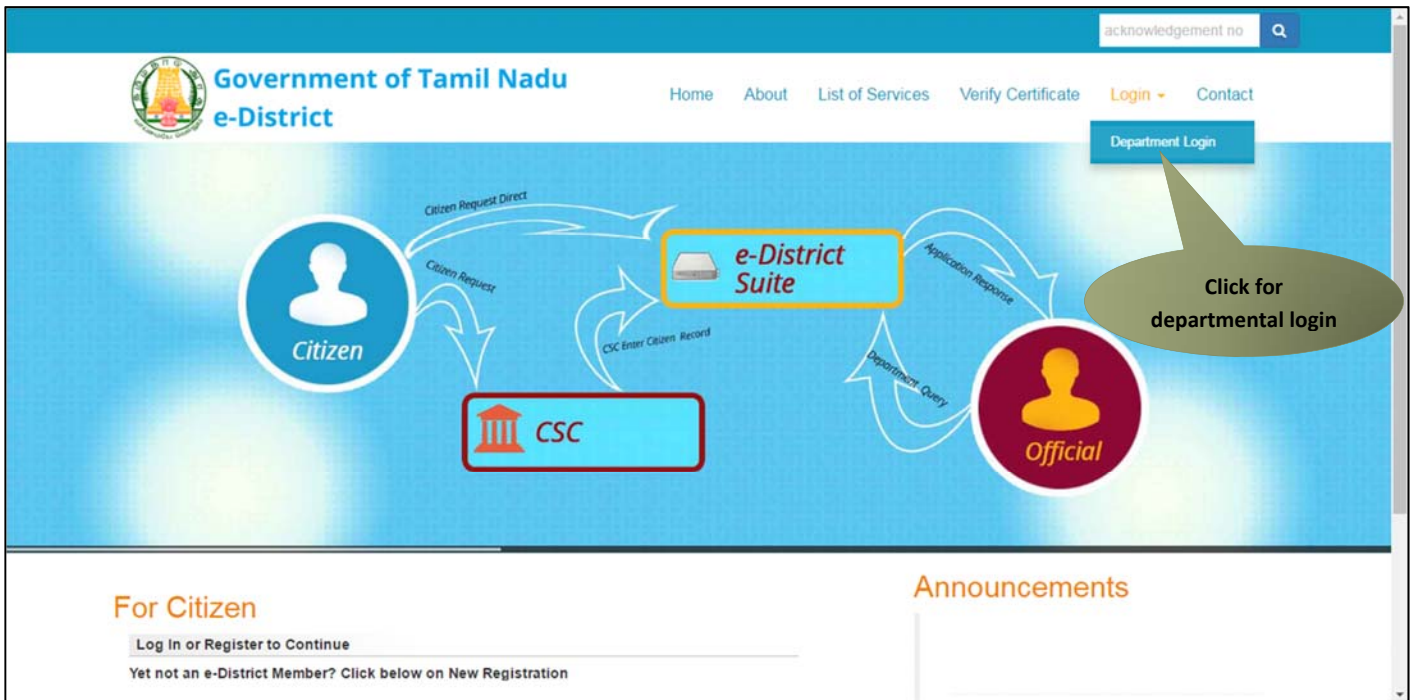 acknowledgement no
Government of Tamil Nadu
e-District
Home About List of Services Verify Certificate Login Contact
Department Login
Click for
departmental login
Citizen Request Direct
Citizen Request
Citizen
e-District
Suite
CSC Enter Citizen Record
CSC
Application Response
Department Query
Official
For Citizen
Log In or Register to Continue
Yet not an e-District Member? Click below on New Registration
Announcements